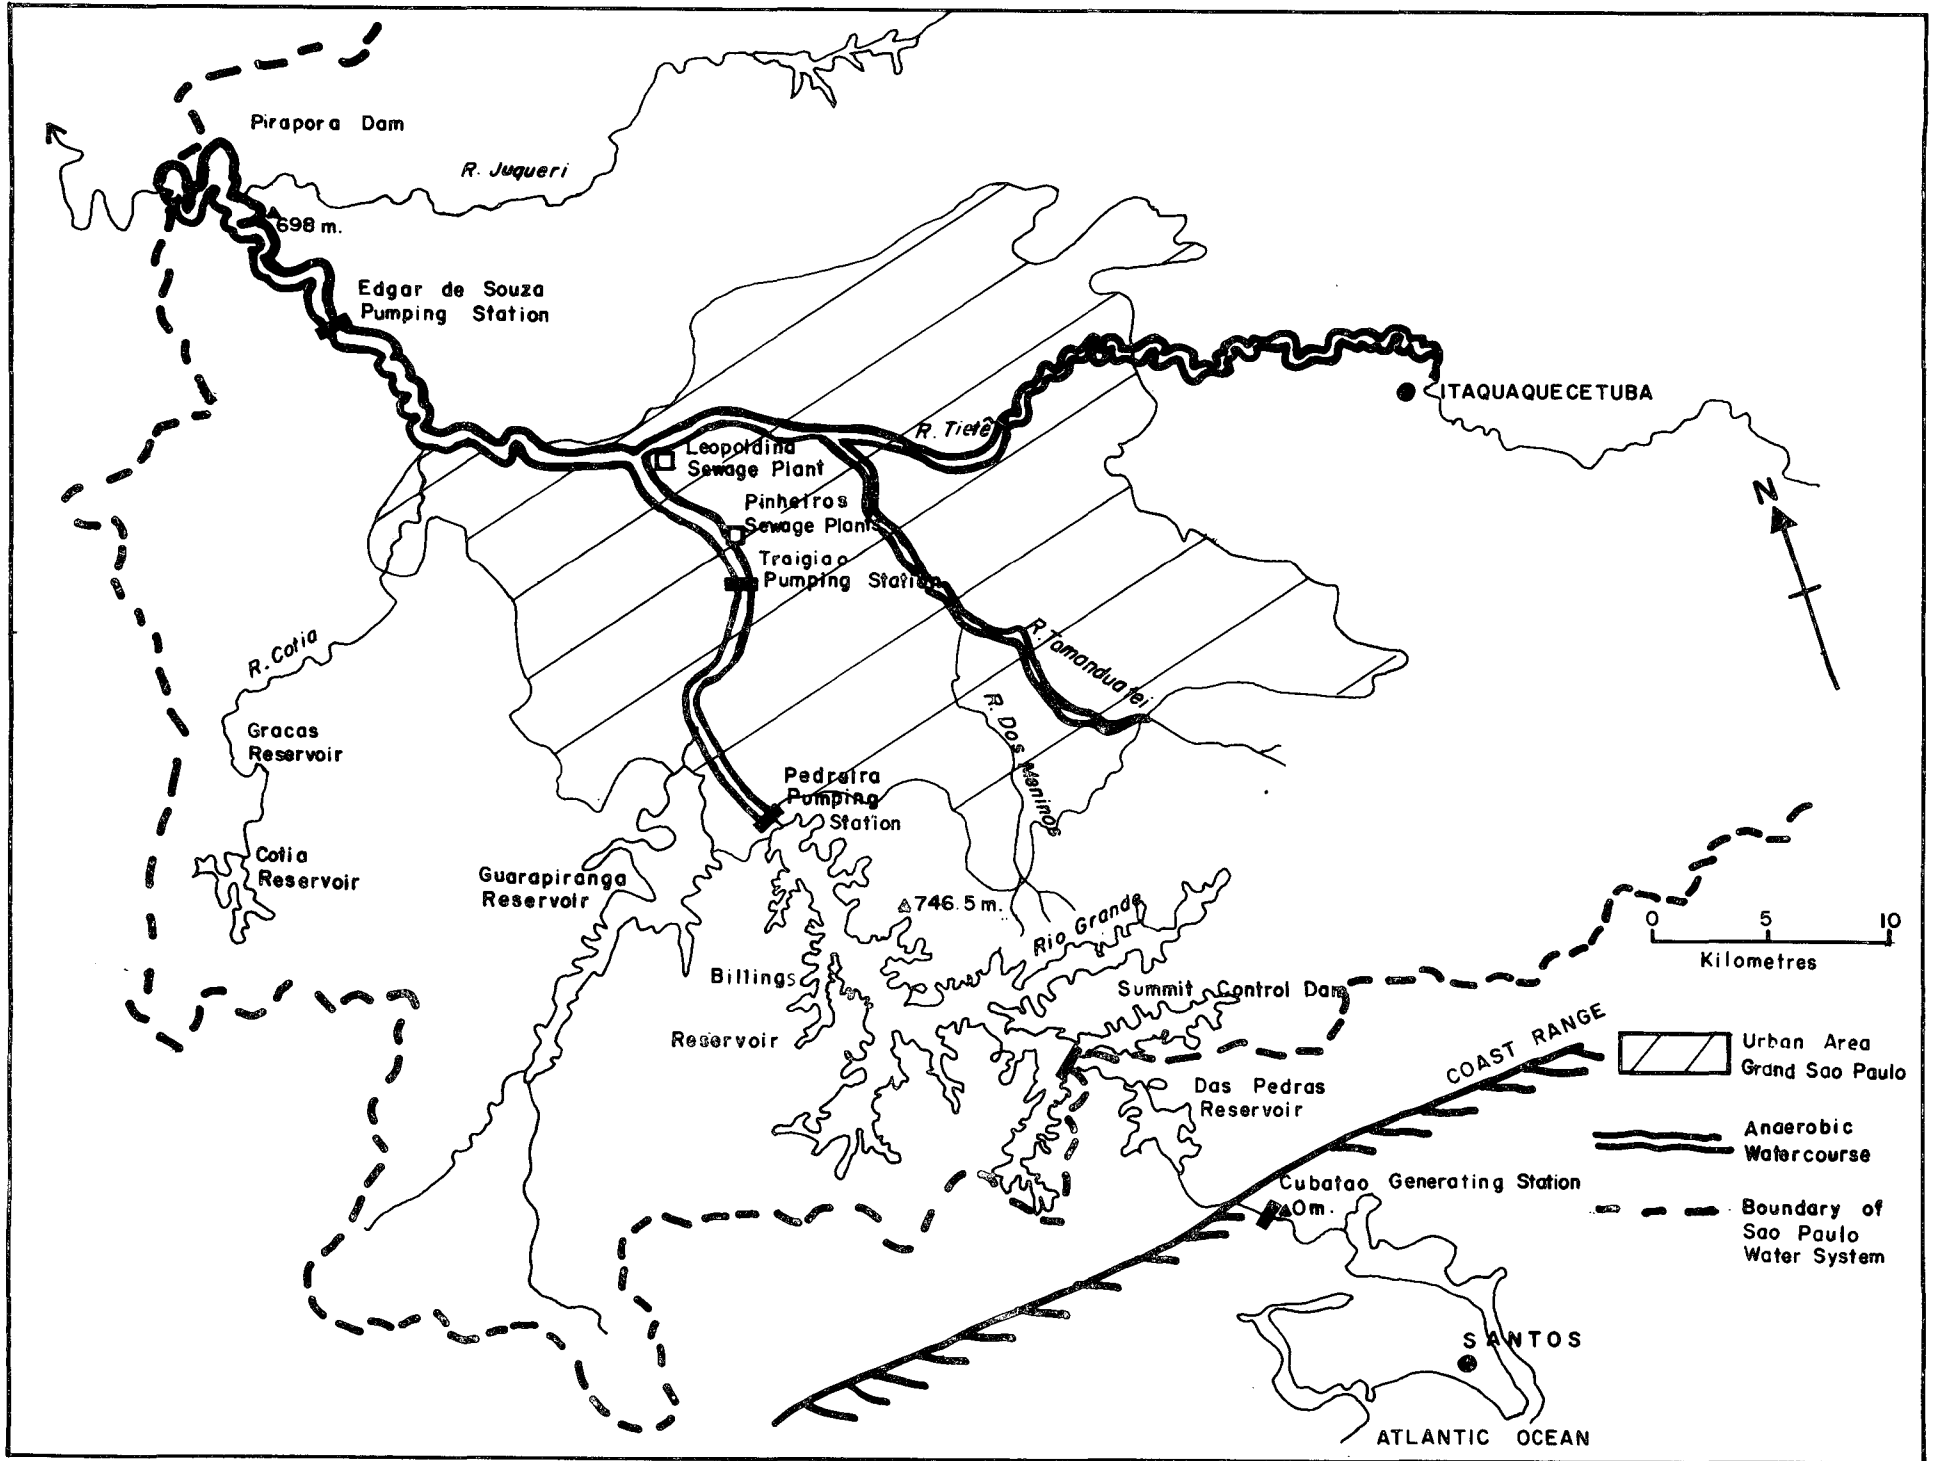 Pirapora Dam
R. Juqueri
698 m.
Edgar de Souza
Pumping Station
ITAQUAQUECETUBA
R. Tietê
Leopoldina
Sewage Plant
Pinheiros
Sewage Plants
N
Traigiao
Pumping Station
R. Cotia
R. Tamanduatei
R. Dos Meninos
Gracas
Reservoir
Pedreira
Pumping
Station
Cotia
Reservoir
Guarapiranga
Reservoir
746.5 m.
Rio Grande
0 5 10
Kilometres
Billings
Reservoir
Summit Control Dam
COAST RANGE
Urban Area
Grand Sao Paulo
Das Pedras
Reservoir
Anaerobic
Watercourse
Cubatao Generating Station
0m.
Boundary of
Sao Paulo
Water System
SANTOS
ATLANTIC OCEAN